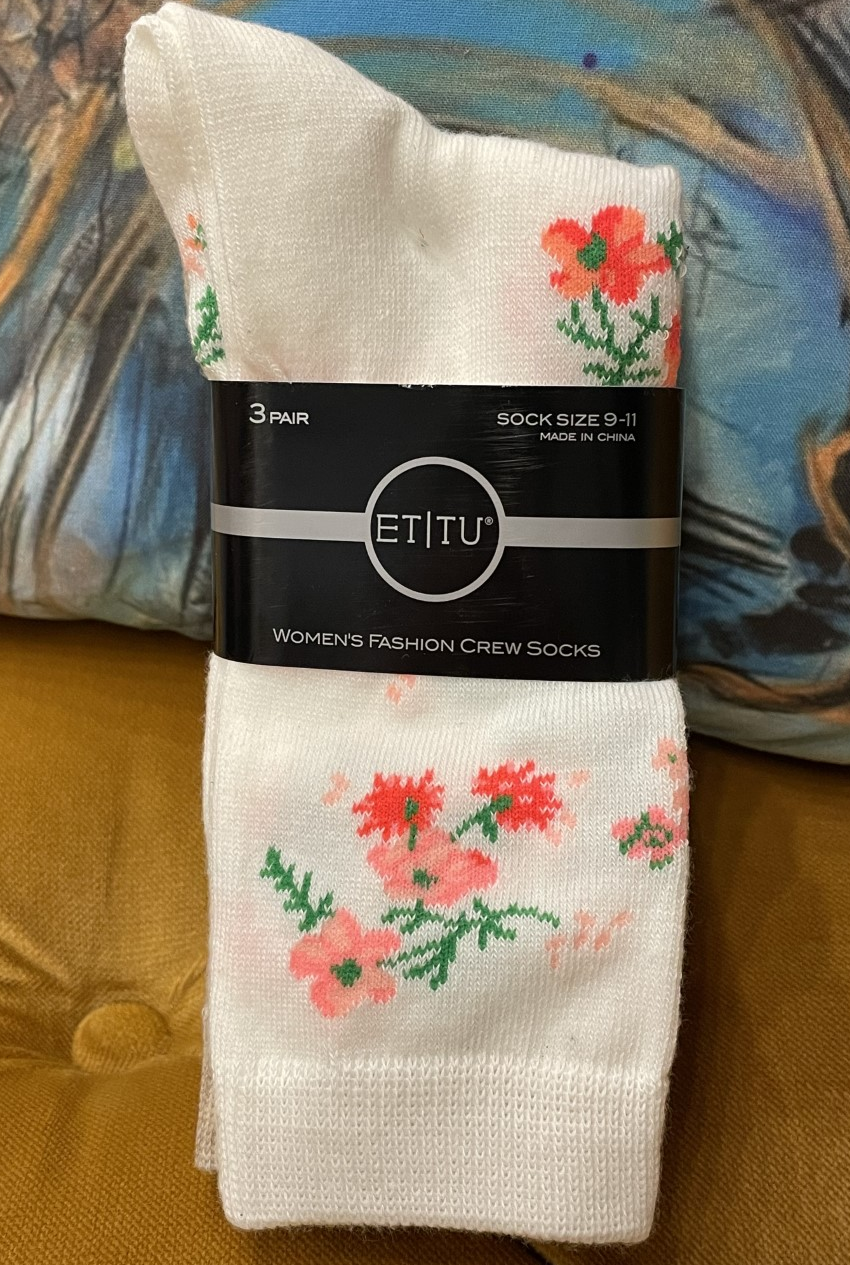 3 PAIR
SOCK SIZE 9-11
MADE IN CHINA
ET|TU®
WOMEN'S FASHION CREW SOCKS